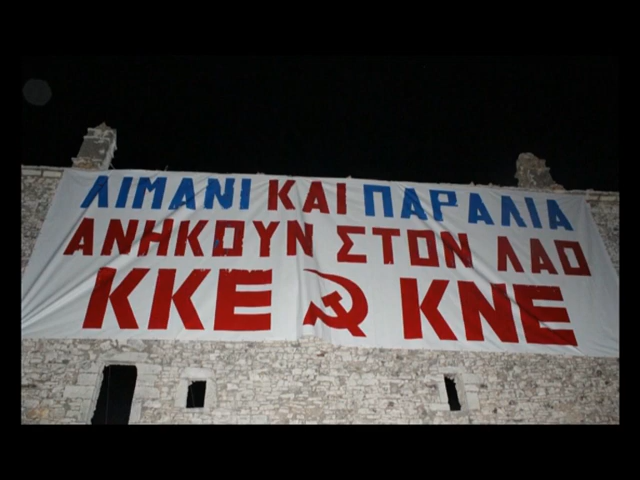 ΛΙΜΑΝΙ ΚΑΙ ΠΑΡΑΛΙΑ
ΑΝΗΚΟΥΝ ΣΤΟΝ ΛΑΟ
ΚΚΕ ΚΝΕ